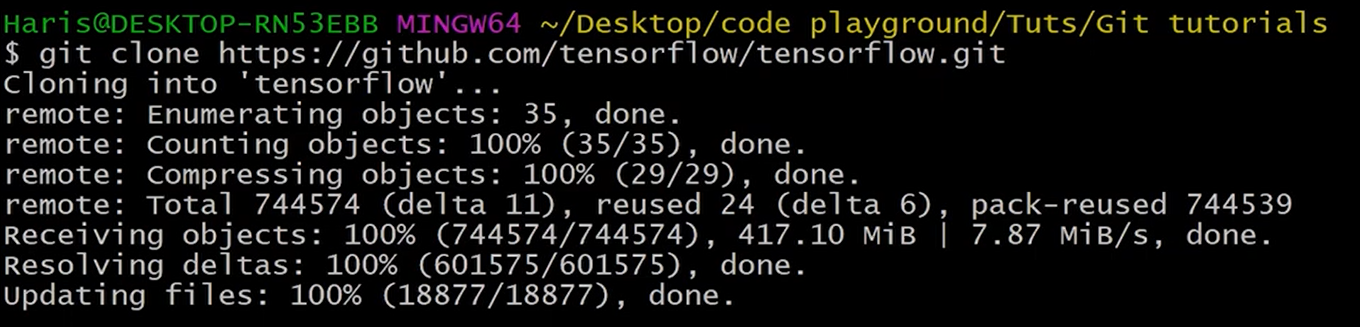 Haris@DESKTOP-RN53EBB MINGW64 ~/Desktop/code playground/Tuts/Git tutorials
$ git clone https://github.com/tensorflow/tensorflow.git
Cloning into 'tensorflow'...
remote: Enumerating objects: 35, done.
remote: Counting objects: 100% (35/35), done.
remote: Compressing objects: 100% (29/29), done.
remote: Total 744574 (delta 11), reused 24 (delta 6), pack-reused 744539
Receiving objects: 100% (744574/744574), 417.10 MiB | 7.87 MiB/s, done.
Resolving deltas: 100% (601575/601575), done.
Updating files: 100% (18877/18877), done.